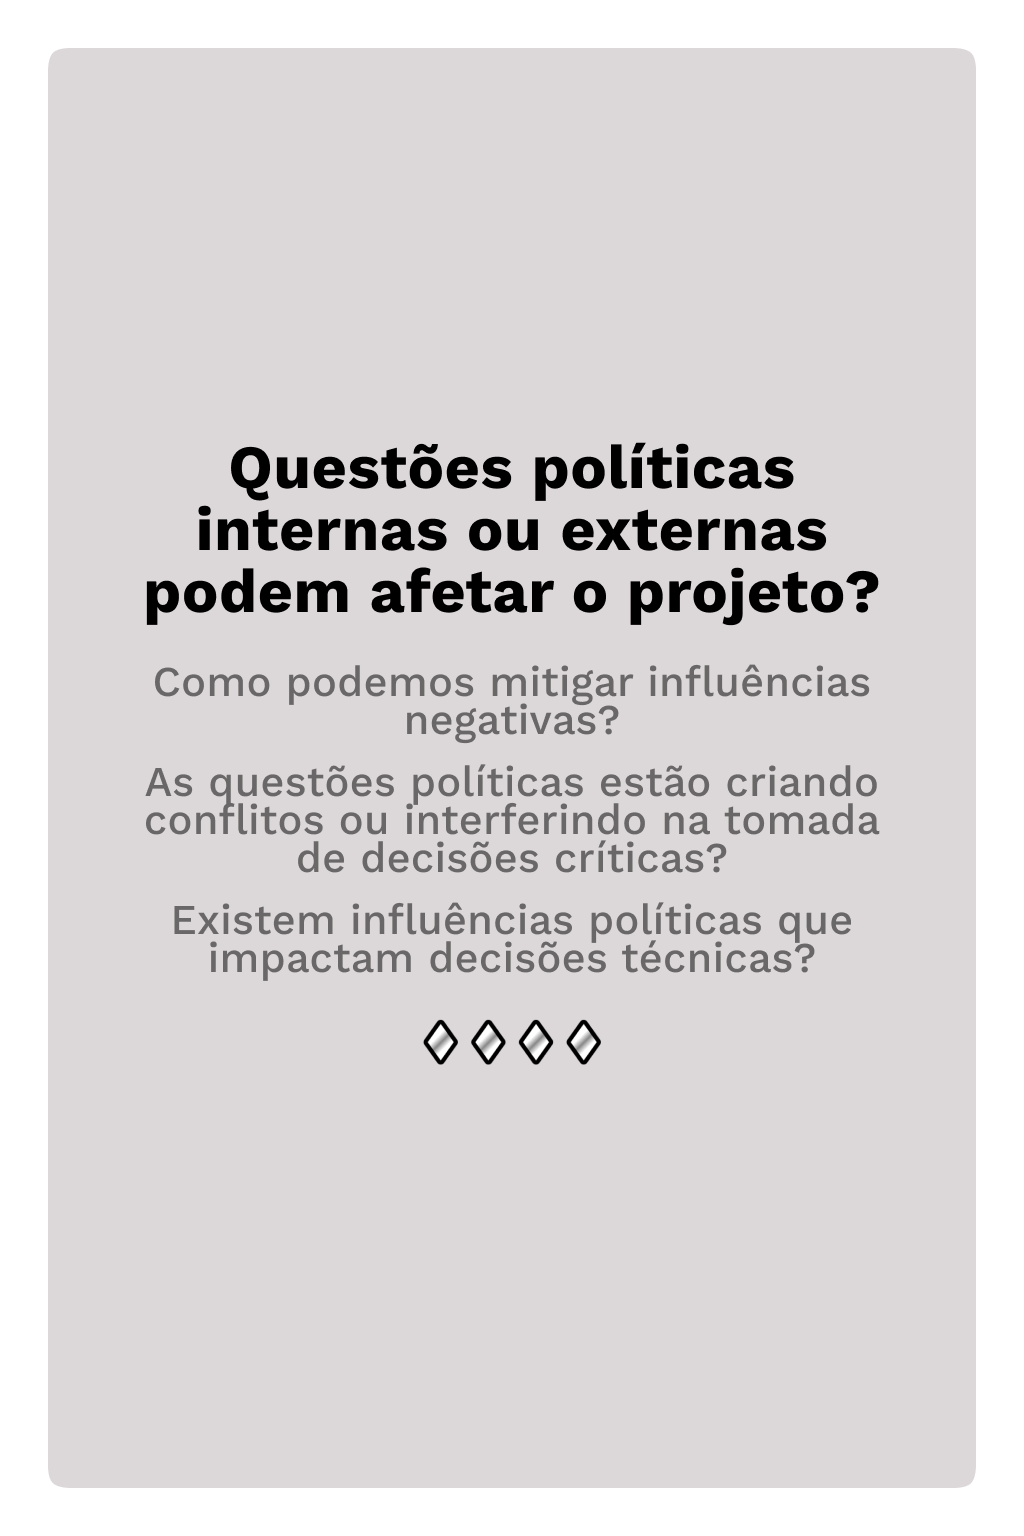 Questões políticas
internas ou externas
podem afetar o projeto?
Como podemos mitigar influências
negativas?
As questões políticas estão criando
conflitos ou interferindo na tomada
de decisões críticas?
Existem influências políticas que
impactam decisões técnicas?